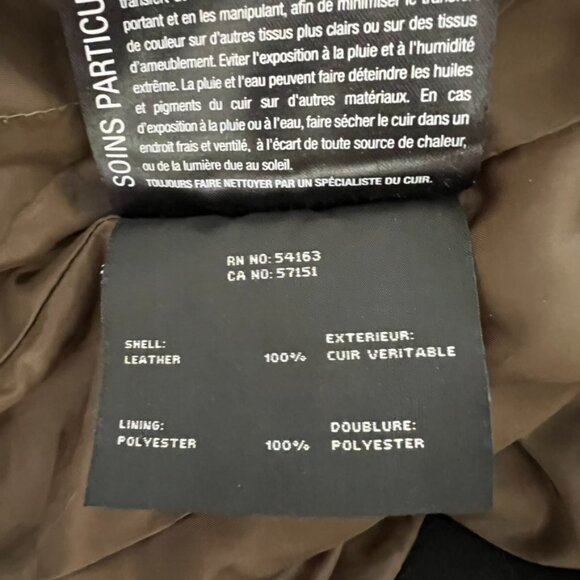 SOINS PARTICU
portant et en les manipulant, afin de minimiser le
de couleur sur d'autres tissus plus clairs ou sur des tissus
d'ameublement. Eviter l'exposition à la pluie et à l'humidité
extrême. La pluie et l'eau peuvent faire déteindre les huiles
et pigments du cuir sur d'autres matériaux. En cas
d'exposition à la pluie ou à l'eau, faire sécher le cuir dans un
endroit frais et ventilé, à l'écart de toute source de chaleur,
ou de la lumière due au soleil.
TOUJOURS FAIRE NETTOYER PAR UN SPÉCIALISTE DU CUIR.
RN NO: 54163
CA NO: 57151
SHELL: EXTERIEUR:
LEATHER 100% CUIR VERITABLE
LINING: DOUBLURE:
POLYESTER 100% POLYESTER